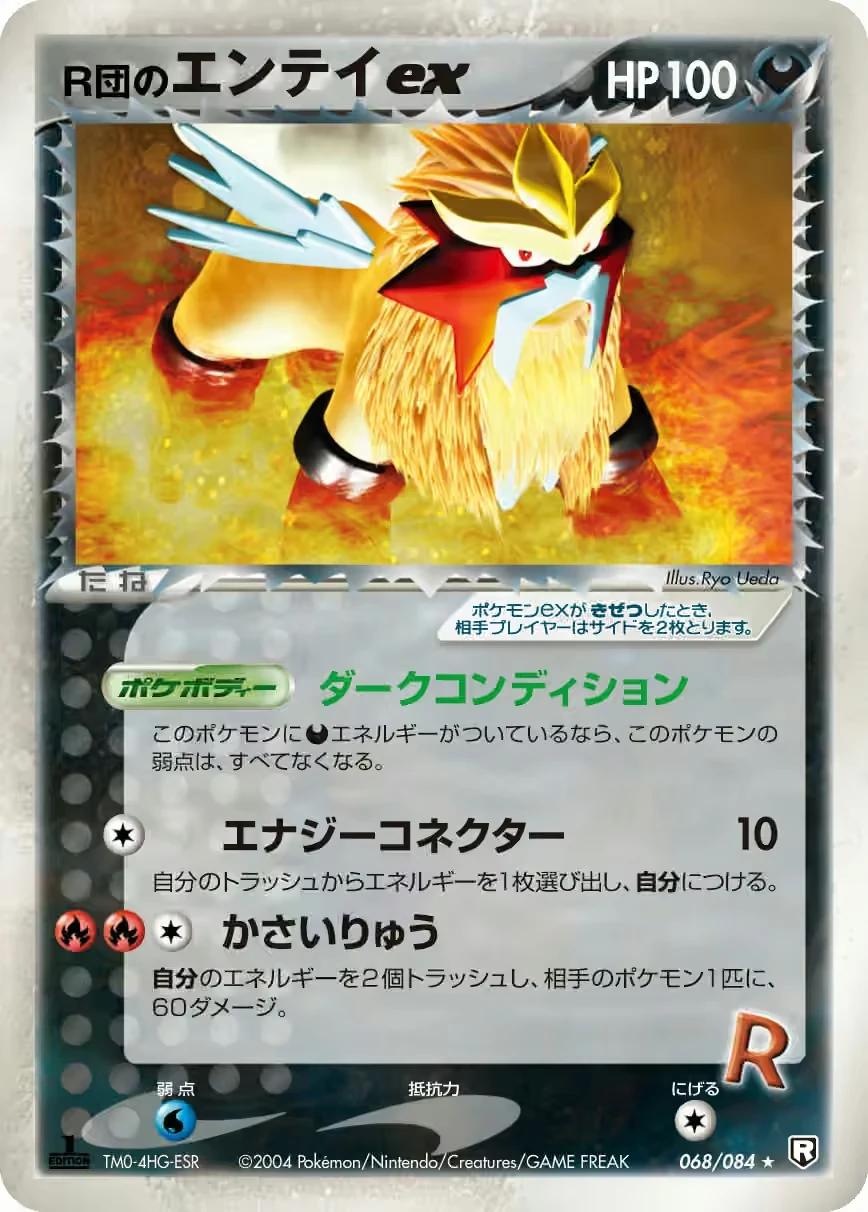 R団のエンテイex HP100
たね
Illus.Ryo Ueda
ポケモンexが きぜつしたとき、
相手プレイヤーはサイドを2枚とります。
ポケボディー ダークコンディション
このポケモンにエネルギーがついているなら、このポケモンの
弱点は、すべてなくなる。
エナジーコネクター 10
自分のトラッシュからエネルギーを1枚選び出し、自分につける。
かさいりゅう
自分のエネルギーを2個トラッシュし、相手のポケモン1匹に、
60ダメージ。
R
弱点 抵抗力 にげる
1 EDITION TM0-4HG-ESR ©2004 Pokémon/Nintendo/Creatures/GAME FREAK 068/084 ★ R